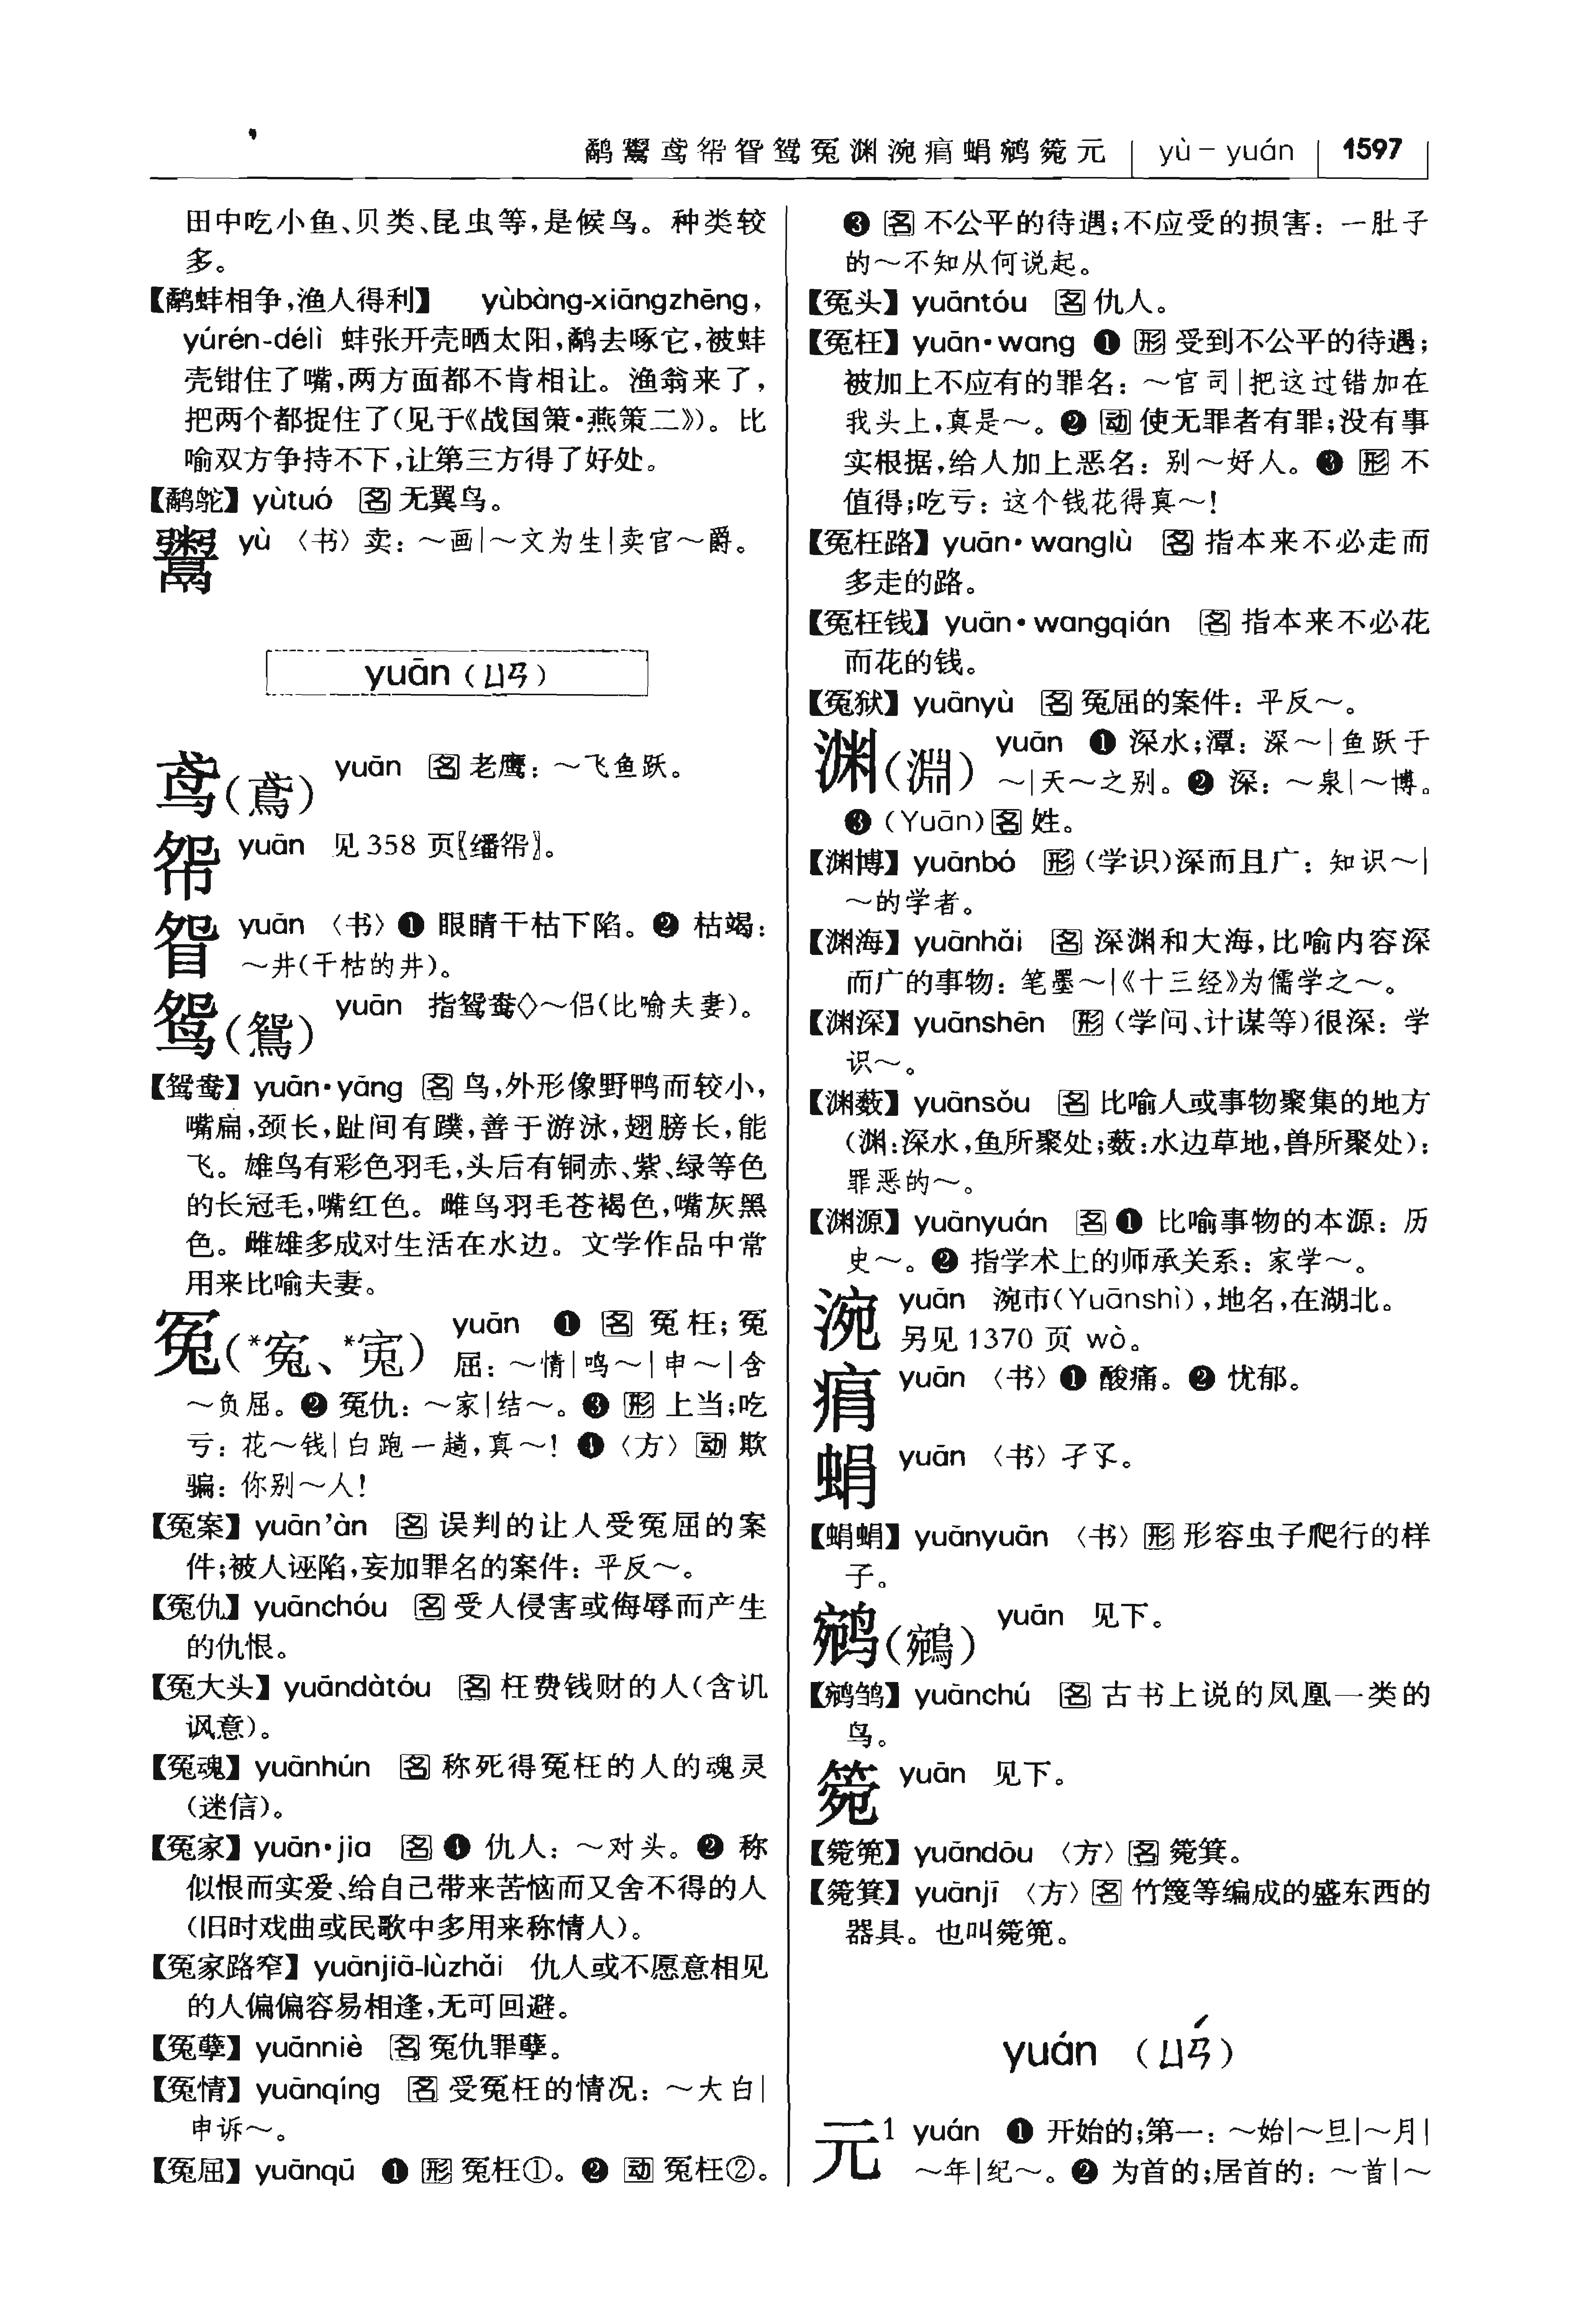 鹬鬻鸢帤眢鸳冤渊涴痟蜎鹓箢元 yù – yuán 1597
田中吃小鱼、贝类、昆虫等,是候鸟。种类较
多。
【鹬蚌相争,渔人得利】 yùbàng-xiāngzhēng,
yúrén-délì 蚌张开壳晒太阳,鹬去啄它,被蚌
壳钳住了嘴,两方面都不肯相让。渔翁来了,
把两个都捉住了(见于《战国策·燕策二》)。比
喻双方争持不下,让第三方得了好处。
【鹬鸵】 yùtuó 名 无翼鸟。
鬻 yù 〈书〉卖:~画|~文为生|卖官~爵。
yuān (ㄩㄢ)
鸢(鳶) yuān 名 老鹰:~飞鱼跃。
帤 yuān 见 358 页〖繙帤〗。
眢 yuān 〈书〉❶ 眼睛干枯下陷。❷ 枯竭:
~井(干枯的井)。
鸳(鴛) yuān 指鸳鸯◇~侣(比喻夫妻)。
【鸳鸯】 yuān·yāng 名 鸟,外形像野鸭而较小,
嘴扁,颈长,趾间有蹼,善于游泳,翅膀长,能
飞。雄鸟有彩色羽毛,头后有铜赤、紫、绿等色
的长冠毛,嘴红色。雌鸟羽毛苍褐色,嘴灰黑
色。雌雄多成对生活在水边。文学作品中常
用来比喻夫妻。
冤(*寃、*寃) yuān ❶ 名 冤枉;冤
屈:~情|鸣~|申~|含
~负屈。❷ 冤仇:~家|结~。❸ 形 上当;吃
亏:花~钱|白跑一趟,真~! ❹〈方〉动 欺
骗:你别~人!
【冤案】 yuān'àn 名 误判的让人受冤屈的案
件;被人诬陷,妄加罪名的案件:平反~。
【冤仇】 yuānchóu 名 受人侵害或侮辱而产生
的仇恨。
【冤大头】 yuāndàtóu 名 枉费钱财的人(含讥
讽意)。
【冤魂】 yuānhún 名 称死得冤枉的人的魂灵
(迷信)。
【冤家】 yuān·jia 名 ❶ 仇人:~对头。❷ 称
似恨而实爱、给自己带来苦恼而又舍不得的人
(旧时戏曲或民歌中多用来称情人)。
【冤家路窄】 yuānjiā-lùzhǎi 仇人或不愿意相见
的人偏偏容易相逢,无可回避。
【冤孽】 yuānniè 名 冤仇罪孽。
【冤情】 yuānqíng 名 受冤枉的情况:~大白|
申诉~。
【冤屈】 yuānqū ❶ 形 冤枉①。❷ 动 冤枉②。
❸ 名 不公平的待遇;不应受的损害:一肚子
的~不知从何说起。
【冤头】 yuāntóu 名 仇人。
【冤枉】 yuān·wang ❶ 形 受到不公平的待遇;
被加上不应有的罪名:~官司|把这过错加在
我头上,真是~。❷ 动 使无罪者有罪;没有事
实根据,给人加上恶名:别~好人。❸ 形 不
值得;吃亏:这个钱花得真~!
【冤枉路】 yuān·wanglù 名 指本来不必走而
多走的路。
【冤枉钱】 yuān·wangqián 名 指本来不必花
而花的钱。
【冤狱】 yuānyù 名 冤屈的案件:平反~。
渊(淵) yuān ❶ 深水;潭:深~|鱼跃于
~|天~之别。❷ 深:~泉|~博。
❸ (Yuān)名 姓。
【渊博】 yuānbó 形 (学识)深而且广:知识~|
~的学者。
【渊海】 yuānhǎi 名 深渊和大海,比喻内容深
而广的事物:笔墨~|《十三经》为儒学之~。
【渊深】 yuānshēn 形 (学问、计谋等)很深:学
识~。
【渊薮】 yuānsǒu 名 比喻人或事物聚集的地方
(渊:深水,鱼所聚处;薮:水边草地,兽所聚处):
罪恶的~。
【渊源】 yuānyuán 名 ❶ 比喻事物的本源:历
史~。❷ 指学术上的师承关系:家学~。
涴 yuān 涴市(Yuānshì),地名,在湖北。
另见 1370 页 wò。
痟 yuān 〈书〉❶ 酸痛。❷ 忧郁。
蜎 yuān 〈书〉孑孓。
【蜎蜎】 yuānyuān 〈书〉形 形容虫子爬行的样
子。
鹓(鵷) yuān 见下。
【鹓鶵】 yuānchú 名 古书上说的凤凰一类的
鸟。
箢 yuān 见下。
【箢篼】 yuāndōu 〈方〉名 箢箕。
【箢箕】 yuānjī 〈方〉名 竹篾等编成的盛东西的
器具。也叫箢篼。
yuán (ㄩㄢˊ)
元¹ yuán ❶ 开始的;第一:~始|~旦|~月|
~年|纪~。❷ 为首的;居首的:~首|~